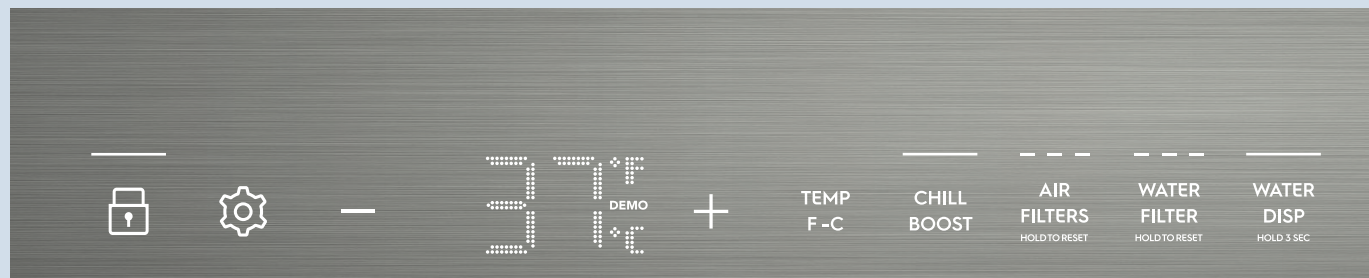 37 °F
DEMO
°C
TEMP
F - C
CHILL
BOOST
AIR
FILTERS
HOLD TO RESET
WATER
FILTER
HOLD TO RESET
WATER
DISP
HOLD 3 SEC